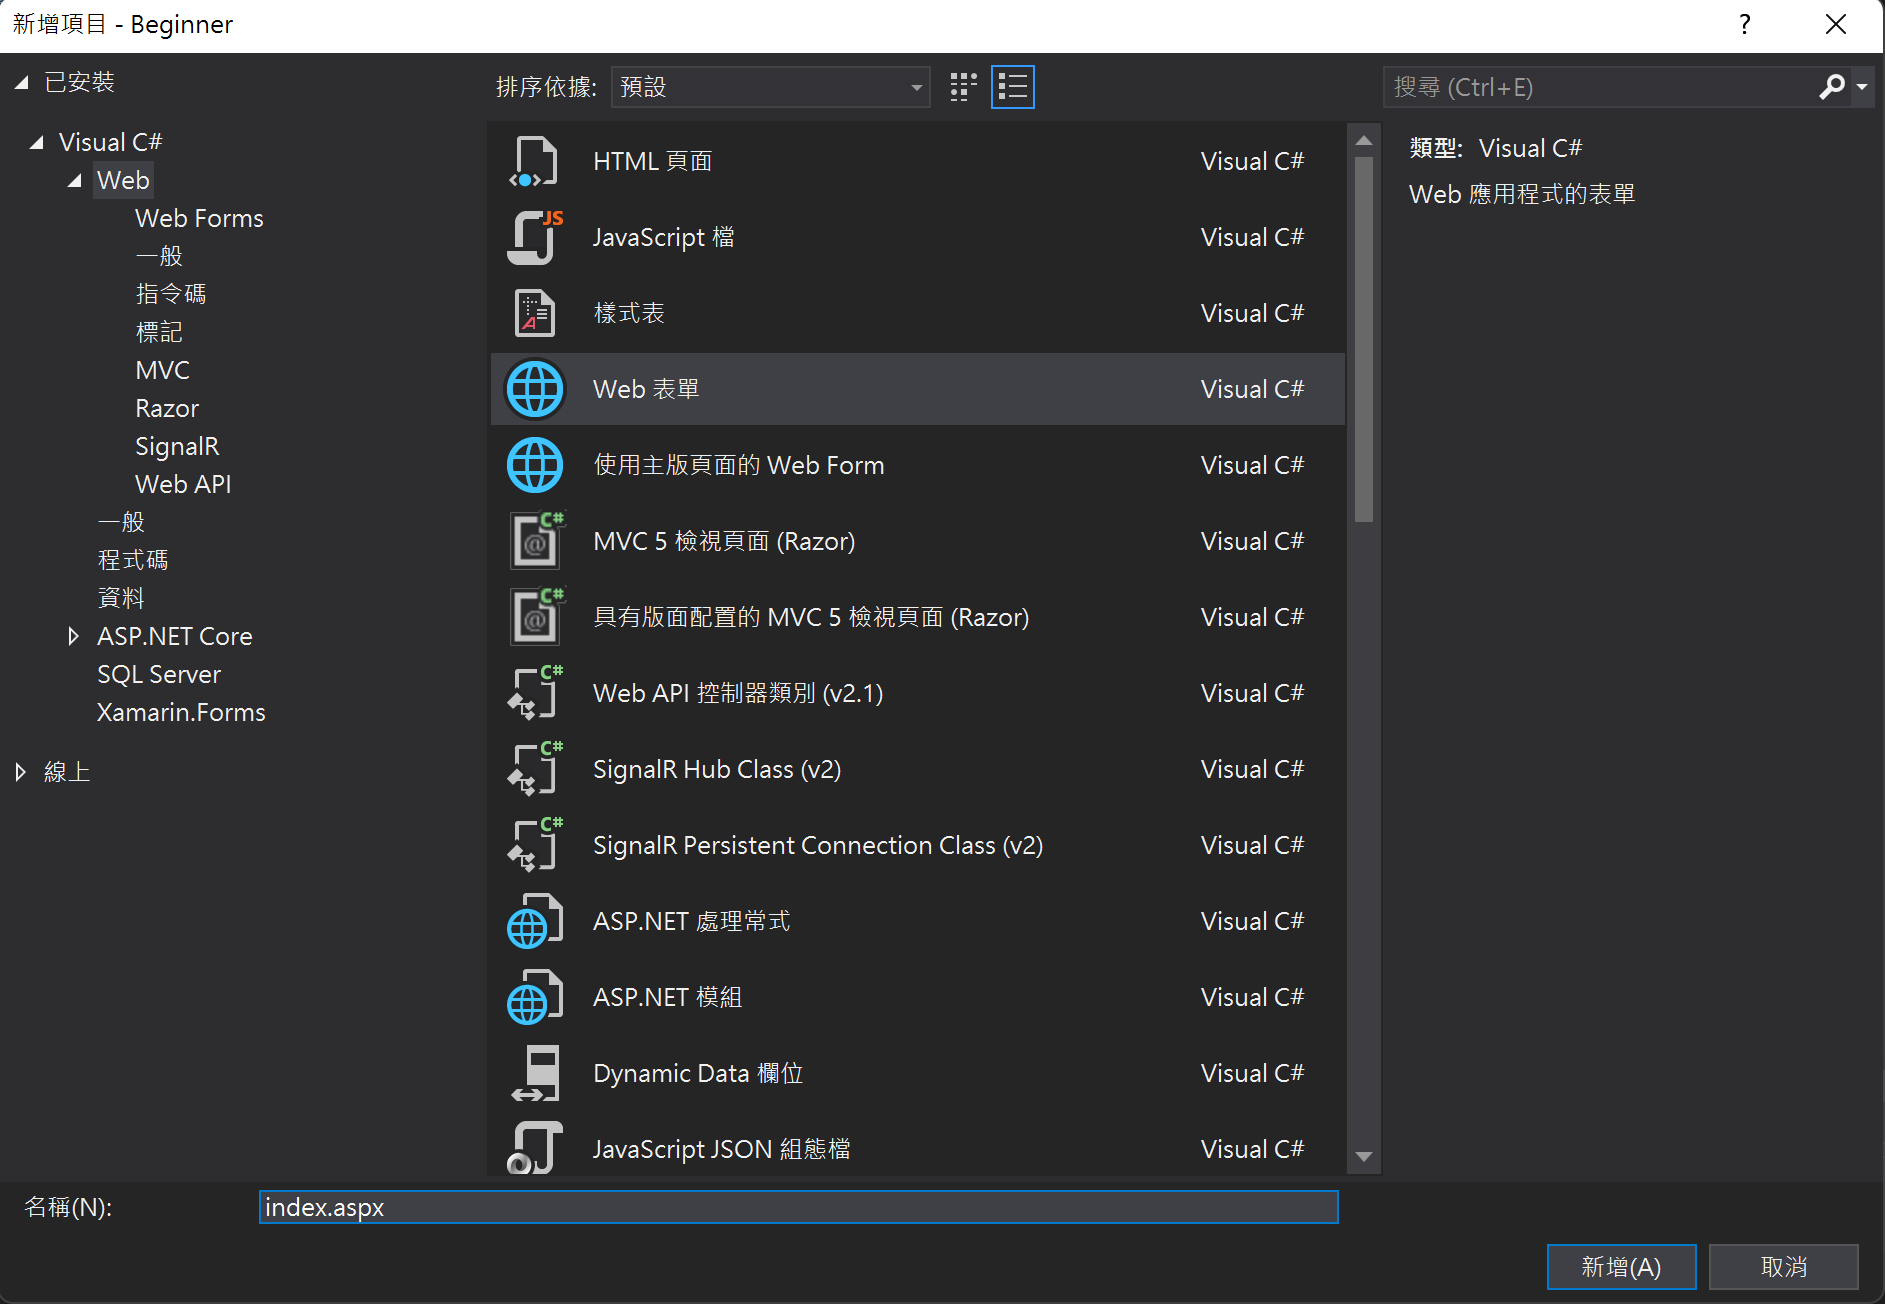 新增項目 - Beginner
?
已安裝
Visual C#
Web
Web Forms
一般
指令碼
標記
MVC
Razor
SignalR
Web API
一般
程式碼
資料
ASP.NET Core
SQL Server
Xamarin.Forms
線上
排序依據: 預設
HTML 頁面 Visual C#
JS
JavaScript 檔 Visual C#
樣式表 Visual C#
Web 表單 Visual C#
使用主版頁面的 Web Form Visual C#
C#
@
MVC 5 檢視頁面 (Razor) Visual C#
C#
@
具有版面配置的 MVC 5 檢視頁面 (Razor) Visual C#
C#
Web API 控制器類別 (v2.1) Visual C#
C#
SignalR Hub Class (v2) Visual C#
C#
SignalR Persistent Connection Class (v2) Visual C#
ASP.NET 處理常式 Visual C#
ASP.NET 模組 Visual C#
Dynamic Data 欄位 Visual C#
JavaScript JSON 組態檔 Visual C#
搜尋 (Ctrl+E)
類型: Visual C#
Web 應用程式的表單
名稱(N): index.aspx
新增(A) 取消